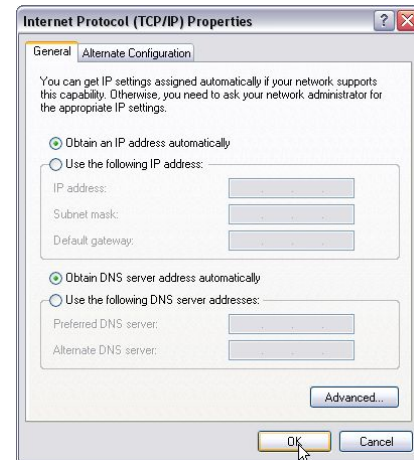 Internet Protocol (TCP/IP) Properties
General Alternate Configuration
You can get IP settings assigned automatically if your network supports
this capability. Otherwise, you need to ask your network administrator for
the appropriate IP settings.
Obtain an IP address automatically
Use the following IP address:
IP address:
Subnet mask:
Default gateway:
Obtain DNS server address automatically
Use the following DNS server addresses:
Preferred DNS server:
Alternate DNS server:
Advanced...
OK Cancel